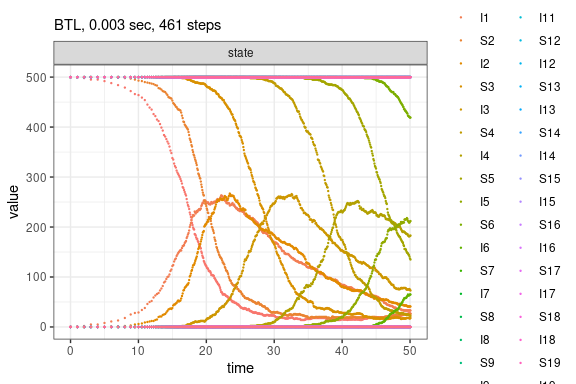 BTL, 0.003 sec, 461 steps
state
500
400
300
200
100
0
value
0 10 20 30 40 50
time
I1 I11
S2 S12
I2 I12
S3 S13
I3 I13
S4 S14
I4 I14
S5 S15
I5 I15
S6 S16
I6 I16
S7 S17
I7 I17
S8 S18
I8 I18
S9 S19